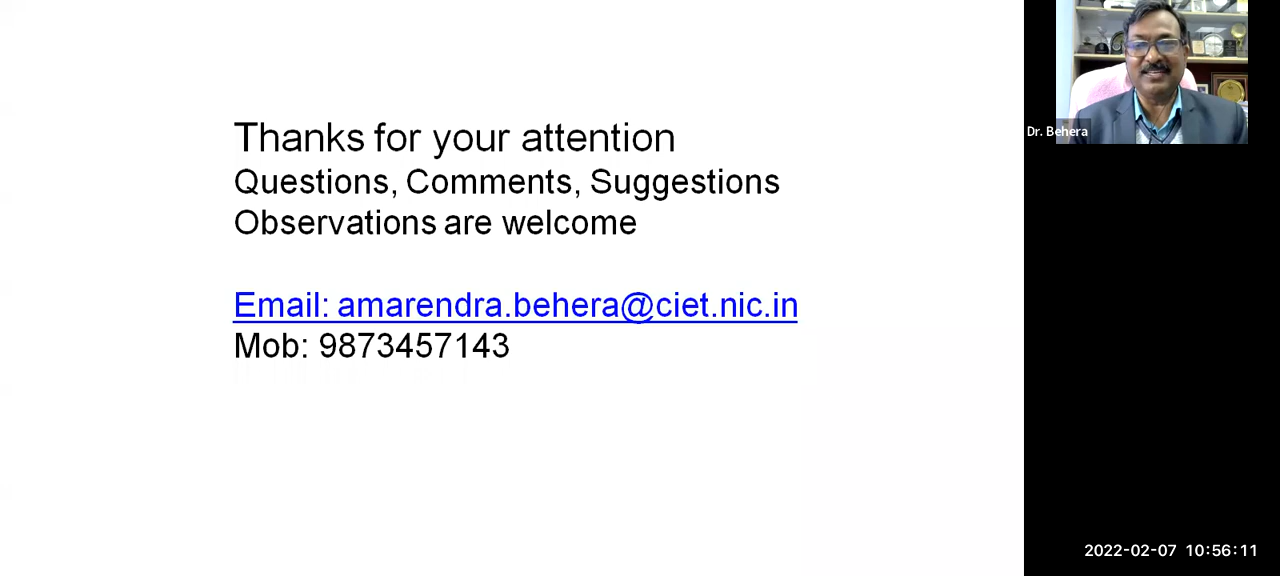 Thanks for your attention
Questions, Comments, Suggestions
Observations are welcome
Email: amarendra.behera@ciet.nic.in
Mob: 9873457143
Dr. Behera
2022-02-07 10:56:11